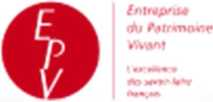 EPV
Entreprise
du Patrimoine
Vivant
L'excellence
des savoir-faire
français